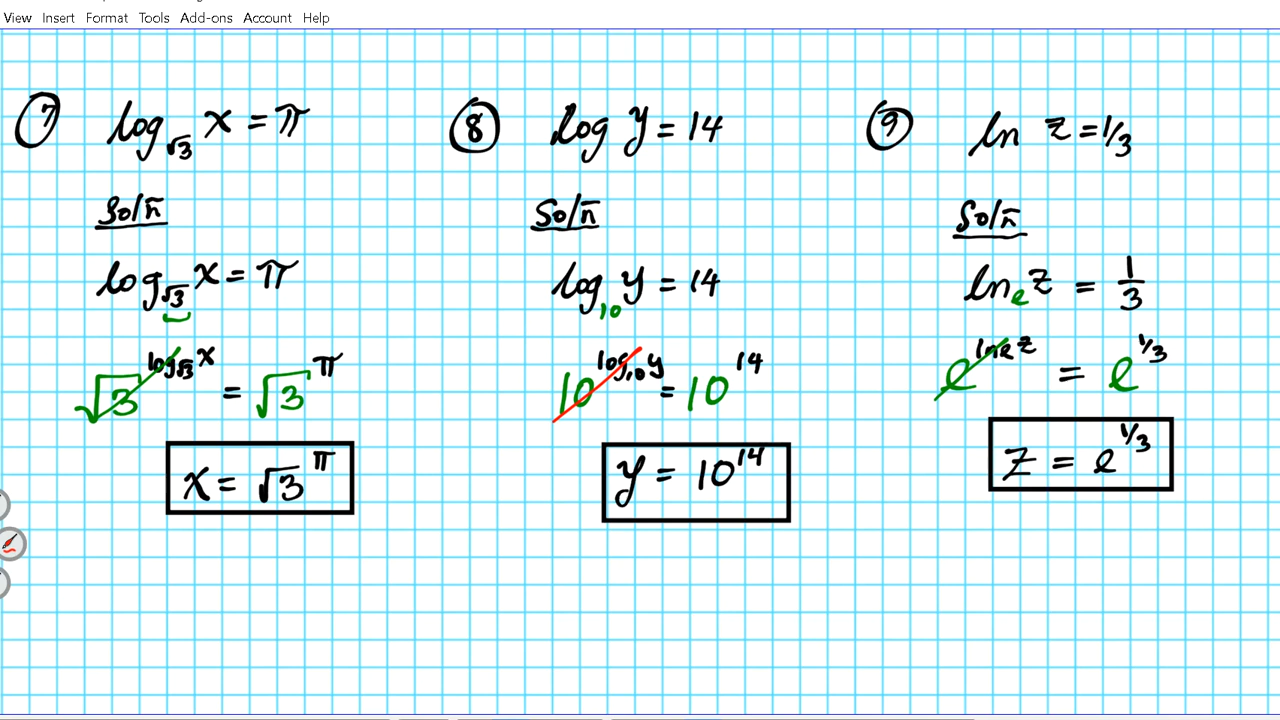 View Insert Format Tools Add-ons Account Help
⑦ log_√3 x = π
Sol/n̄
log_√3 x = π
√3^(log_√3 x) = √3^π
x = √3^π
⑧ log y = 14
Sol/n̄
log_10 y = 14
10^(log_10 y) = 10^14
y = 10^14
⑨ ln z = 1/3
Sol/n̄
ln_e z = 1/3
e^(ln_e z) = e^(1/3)
z = e^(1/3)